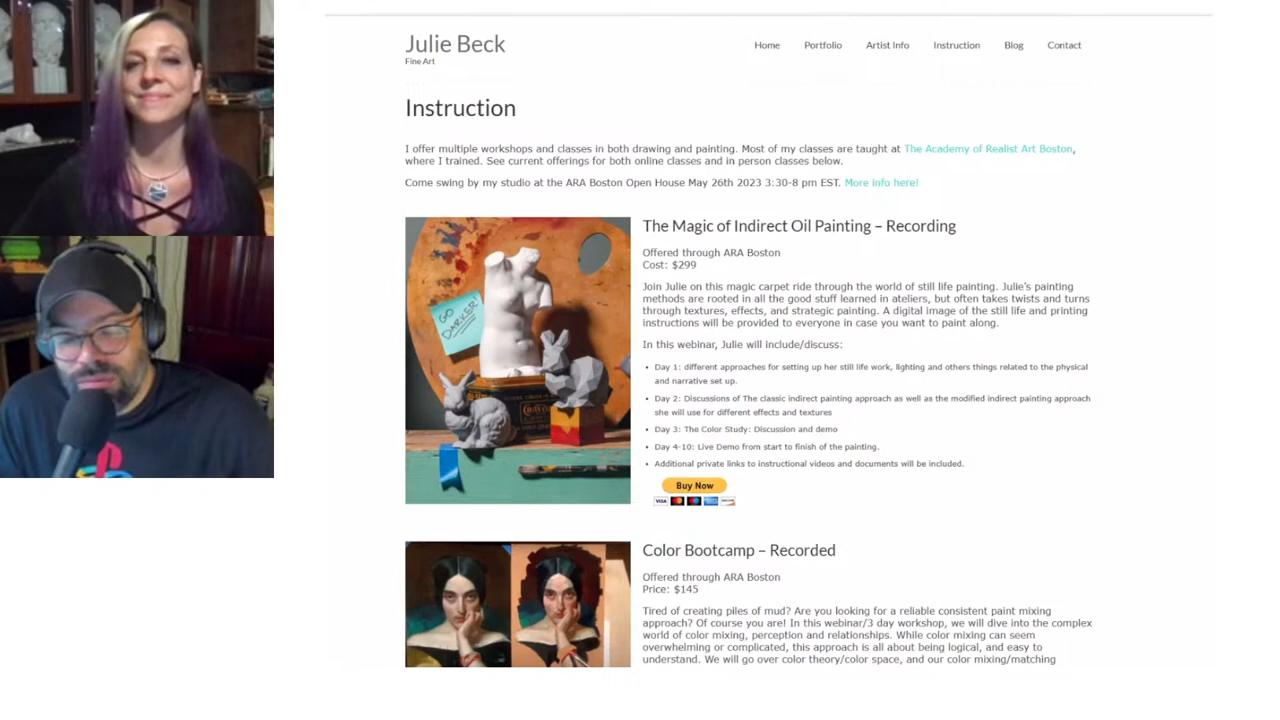 Julie Beck
Fine Art
Home Portfolio Artist Info Instruction Blog Contact
Instruction
I offer multiple workshops and classes in both drawing and painting. Most of my classes are taught at The Academy of Realist Art Boston,
where I trained. See current offerings for both online classes and in person classes below.
Come swing by my studio at the ARA Boston Open House May 26th 2023 3:30-8 pm EST. More info here!
GO
DARKER!
The Magic of Indirect Oil Painting – Recording
Offered through ARA Boston
Cost: $299
Join Julie on this magic carpet ride through the world of still life painting. Julie's painting
methods are rooted in all the good stuff learned in ateliers, but often takes twists and turns
through textures, effects, and strategic painting. A digital image of the still life and printing
instructions will be provided to everyone in case you want to paint along.
In this webinar, Julie will include/discuss:
• Day 1: different approaches for setting up her still life work, lighting and others things related to the physical
and narrative set up.
• Day 2: Discussions of The classic indirect painting approach as well as the modified indirect painting approach
she will use for different effects and textures
• Day 3: The Color Study: Discussion and demo
• Day 4-10: Live Demo from start to finish of the painting.
• Additional private links to instructional videos and documents will be included.
Buy Now
VISA
Color Bootcamp – Recorded
Offered through ARA Boston
Price: $145
Tired of creating piles of mud? Are you looking for a reliable consistent paint mixing
approach? Of course you are! In this webinar/3 day workshop, we will dive into the complex
world of color mixing, perception and relationships. While color mixing can seem
overwhelming or complicated, this approach is all about being logical, and easy to
understand. We will go over color theory/color space, and our color mixing/matching